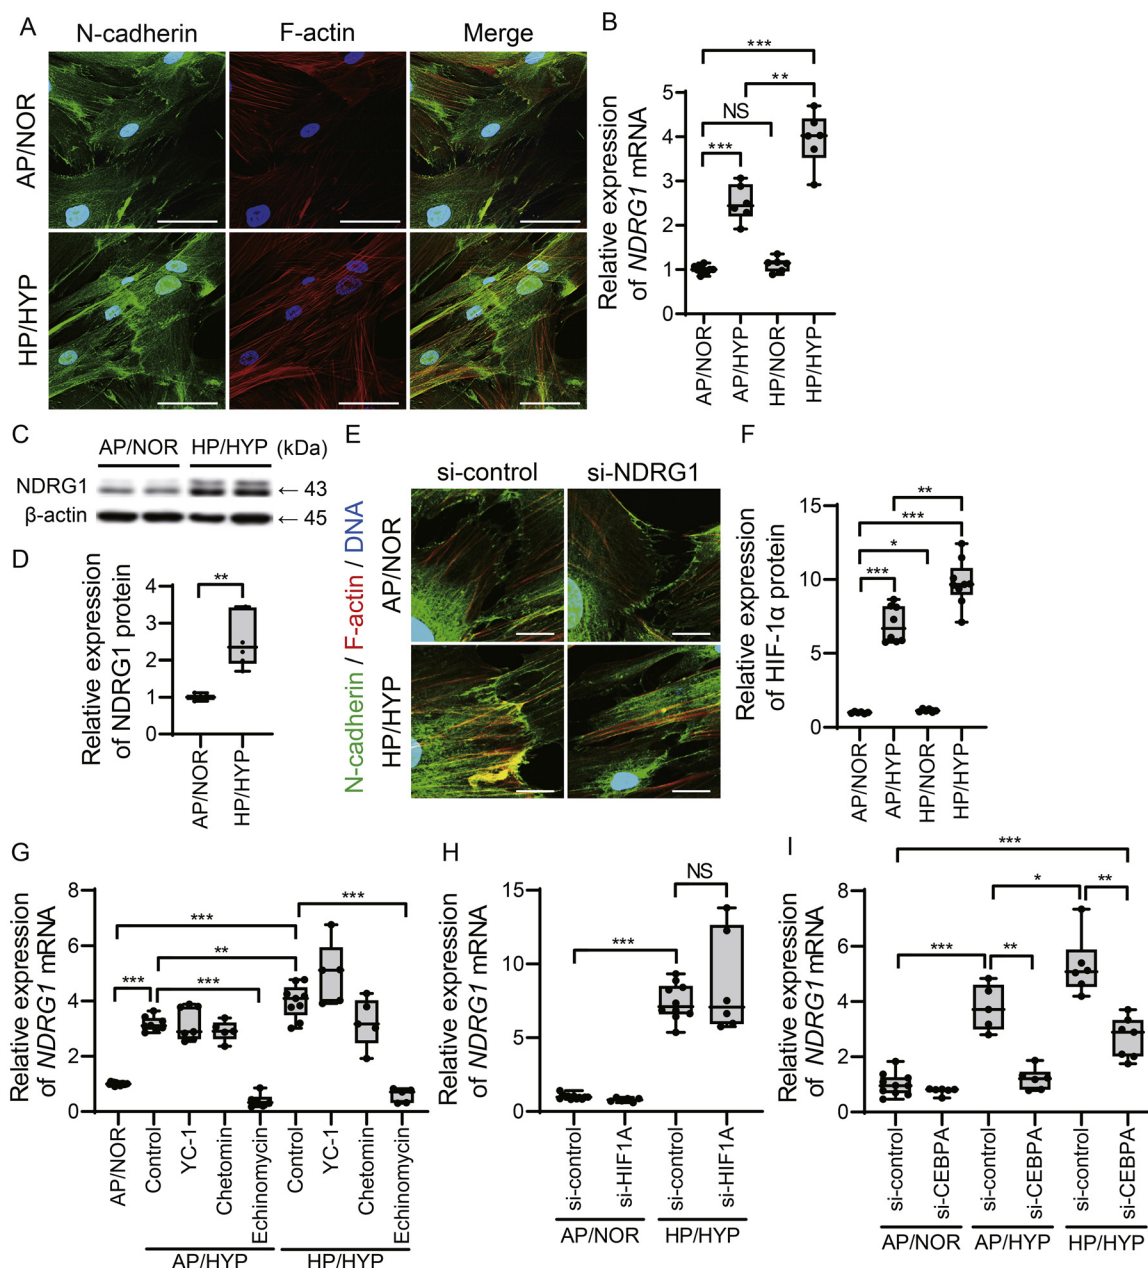 A
N-cadherin F-actin Merge
AP/NOR
HP/HYP
B
Relative expression
of NDRG1 mRNA
5
4
3
2
1
0
***
**
NS
***
AP/NOR
AP/HYP
HP/NOR
HP/HYP
C
AP/NOR HP/HYP (kDa)
NDRG1 ← 43
β-actin ← 45
D
Relative expression
of NDRG1 protein
4
3
2
1
0
**
AP/NOR
HP/HYP
E
si-control si-NDRG1
N-cadherin / F-actin / DNA
AP/NOR
HP/HYP
F
Relative expression
of HIF-1α protein
15
10
5
0
**
***
*
***
AP/NOR
AP/HYP
HP/NOR
HP/HYP
G
Relative expression
of NDRG1 mRNA
8
6
4
2
0
***
***
**
***
***
AP/NOR
Control
YC-1
Chetomin
Echinomycin
Control
YC-1
Chetomin
Echinomycin
AP/HYP HP/HYP
H
Relative expression
of NDRG1 mRNA
15
10
5
0
NS
***
si-control
si-HIF1A
si-control
si-HIF1A
AP/NOR HP/HYP
I
Relative expression
of NDRG1 mRNA
8
6
4
2
0
***
*
**
***
**
si-control
si-CEBPA
si-control
si-CEBPA
si-control
si-CEBPA
AP/NOR AP/HYP HP/HYP